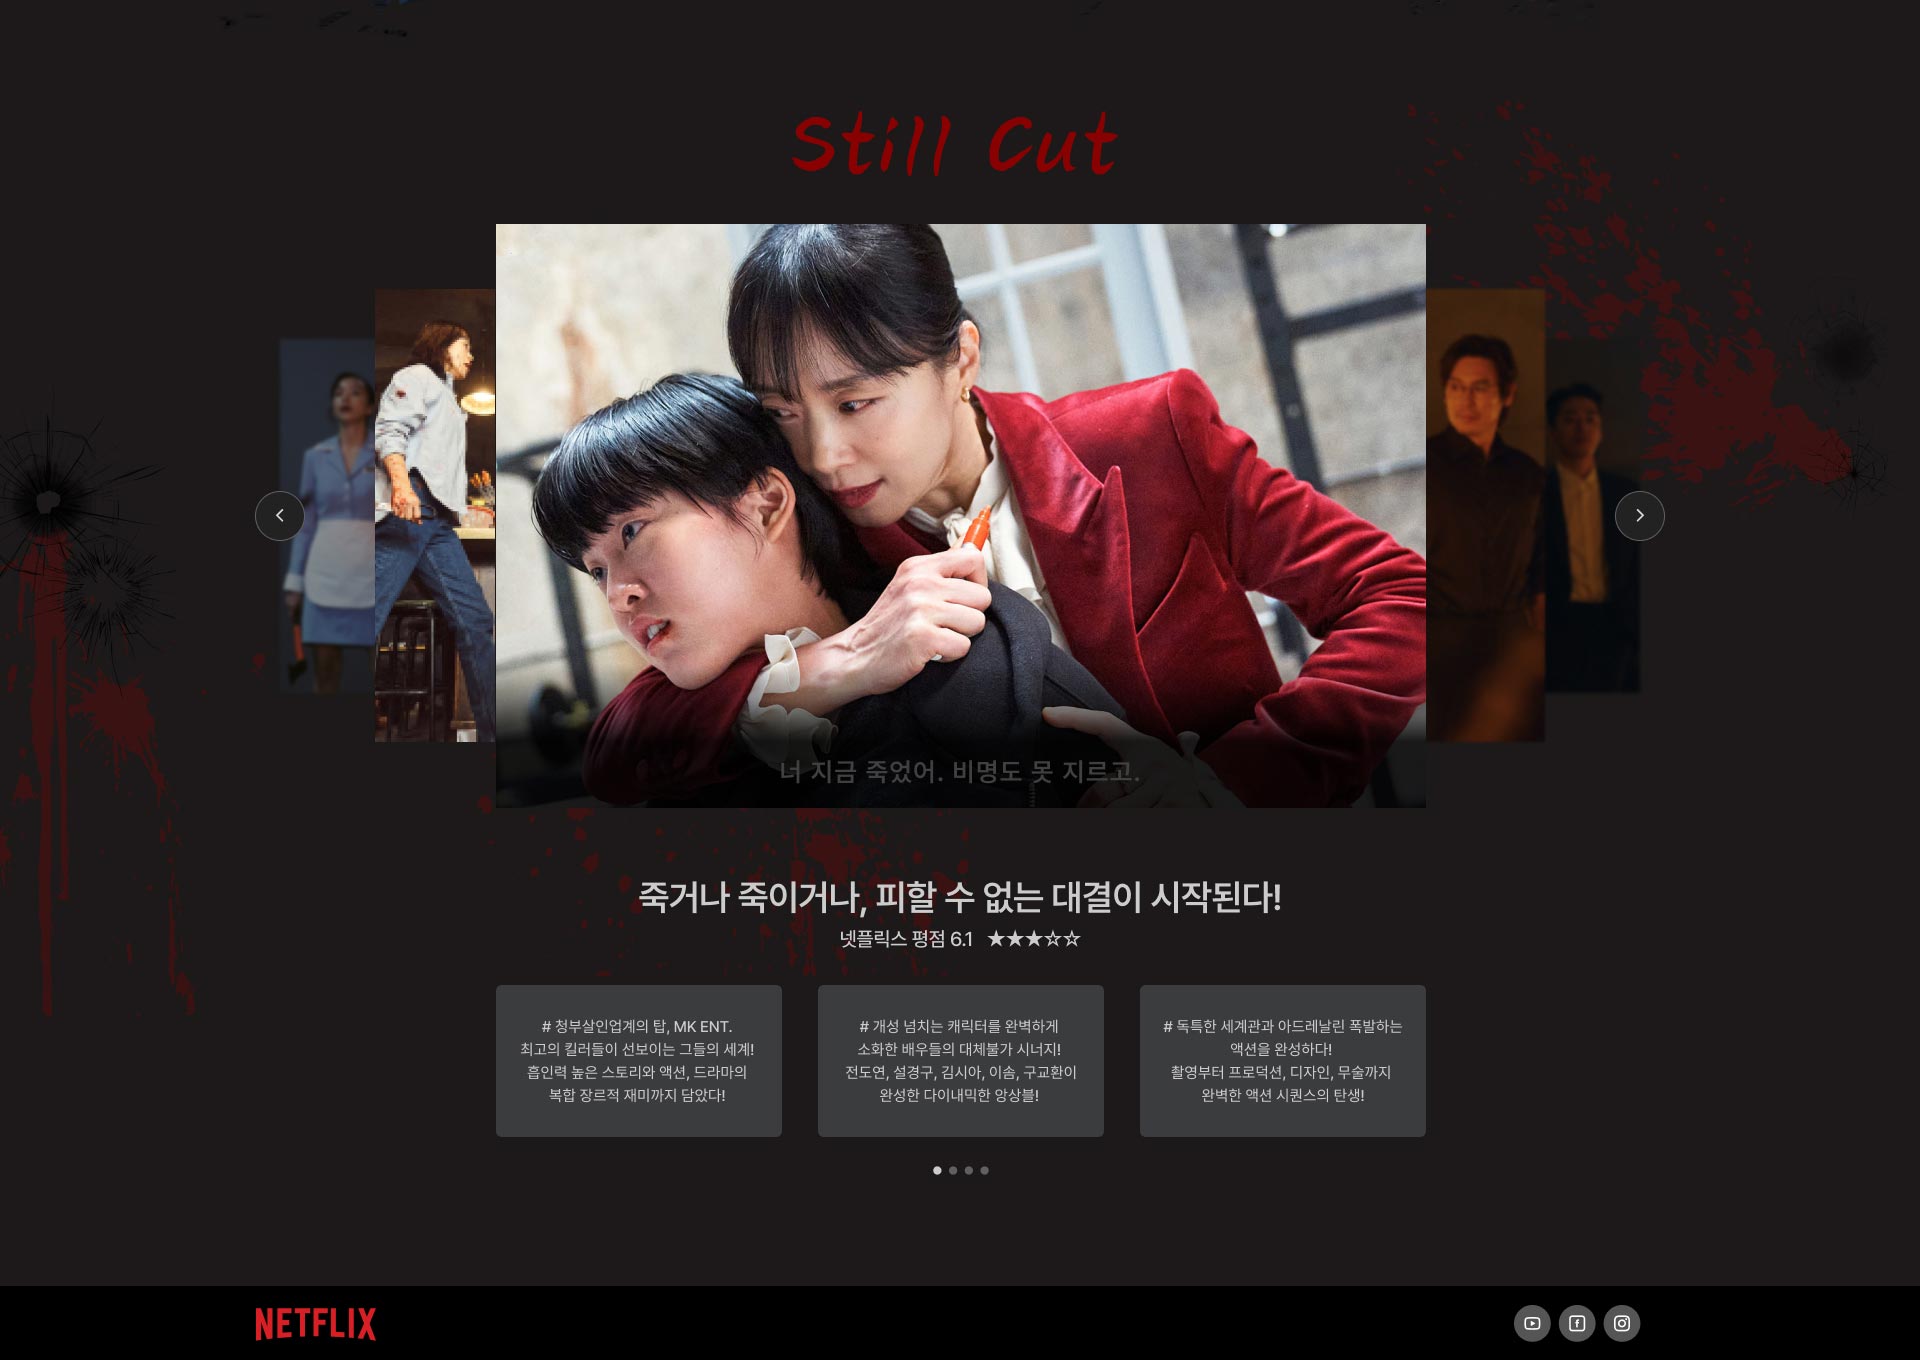 Still Cut
너 지금 죽었어. 비명도 못 지르고.
죽거나 죽이거나, 피할 수 없는 대결이 시작된다!
넷플릭스 평점 6.1 ★★★☆☆
# 청부살인업계의 탑, MK ENT.
최고의 킬러들이 선보이는 그들의 세계!
흡인력 높은 스토리와 액션, 드라마의
복합 장르적 재미까지 담았다!
# 개성 넘치는 캐릭터를 완벽하게
소화한 배우들의 대체불가 시너지!
전도연, 설경구, 김시아, 이솜, 구교환이
완성한 다이내믹한 앙상블!
# 독특한 세계관과 아드레날린 폭발하는
액션을 완성하다!
촬영부터 프로덕션, 디자인, 무술까지
완벽한 액션 시퀀스의 탄생!
NETFLIX